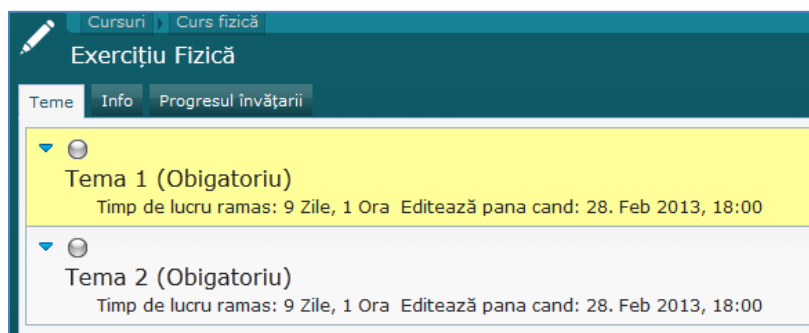 Cursuri Curs fizică
Exercițiu Fizică
Teme Info Progresul învățarii
Tema 1 (Obigatoriu)
Timp de lucru ramas: 9 Zile, 1 Ora Editează pana cand: 28. Feb 2013, 18:00
Tema 2 (Obigatoriu)
Timp de lucru ramas: 9 Zile, 1 Ora Editează pana cand: 28. Feb 2013, 18:00